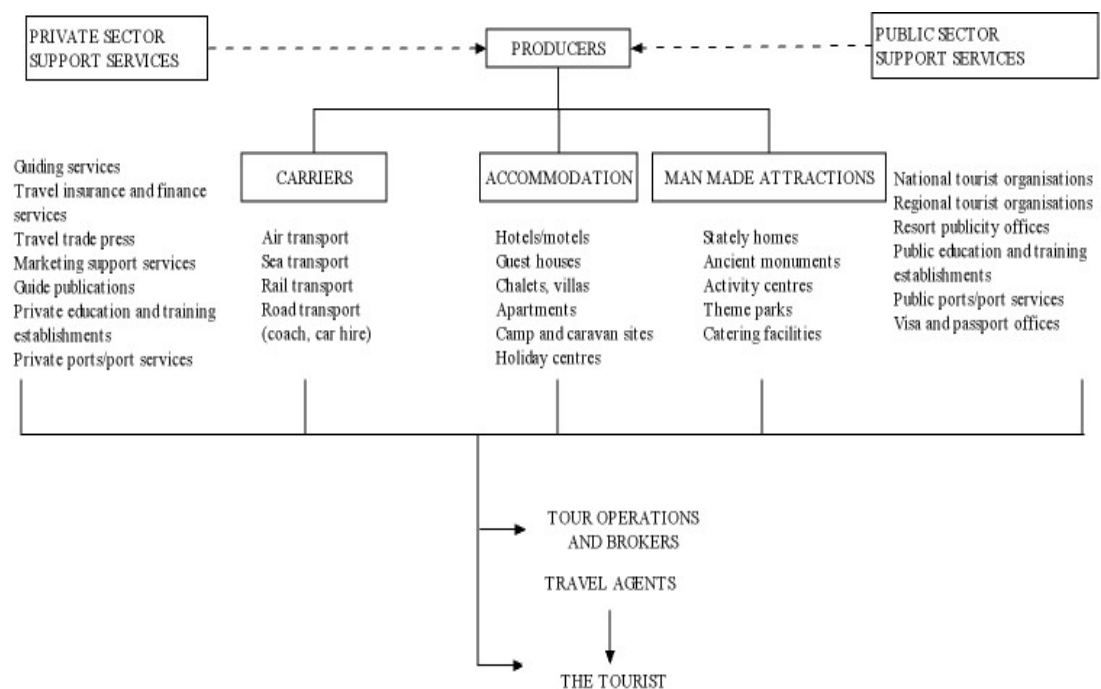 PRIVATE SECTOR
SUPPORT SERVICES
PRODUCERS
PUBLIC SECTOR
SUPPORT SERVICES
Guiding services
Travel insurance and finance
services
Travel trade press
Marketing support services
Guide publications
Private education and training
establishments
Private ports/port services
CARRIERS
Air transport
Sea transport
Rail transport
Road transport
(coach, car hire)
ACCOMMODATION
Hotels/motels
Guest houses
Chalets, villas
Apartments
Camp and caravan sites
Holiday centres
MAN MADE ATTRACTIONS
Stately homes
Ancient monuments
Activity centres
Theme parks
Catering facilities
National tourist organisations
Regional tourist organisations
Resort publicity offices
Public education and training
establishments
Public ports/port services
Visa and passport offices
TOUR OPERATIONS
AND BROKERS
TRAVEL AGENTS
THE TOURIST